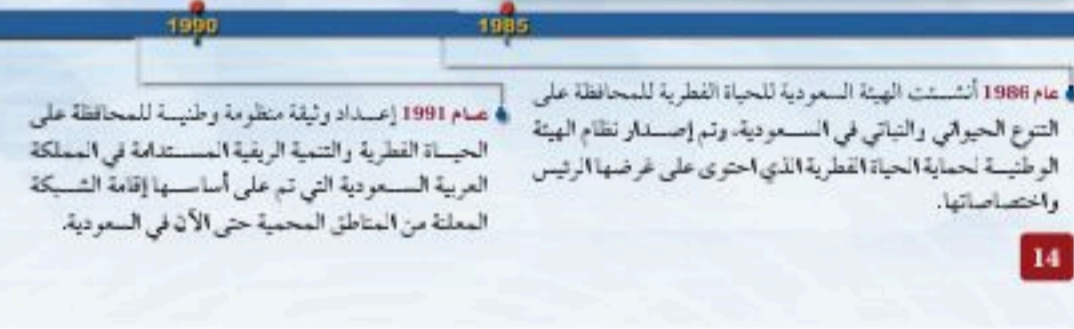 1985
1990
عام 1986 أنشئت الهيئة السعودية للحياة الفطرية للمحافظة على
التنوع الحيواني والنباتي في السعودية، وتم إصدار نظام الهيئة
الوطنية لحماية الحياة الفطرية الذي احتوى على غرضها الرئيس
واختصاصاتها.
عام 1991 إعداد وثيقة منظومة وطنية للمحافظة على
الحياة الفطرية والتنمية الريفية المستدامة في المملكة
العربية السعودية التي تم على أساسها إقامة الشبكة
المعلنة من المناطق المحمية حتى الآن في السعودية.
14